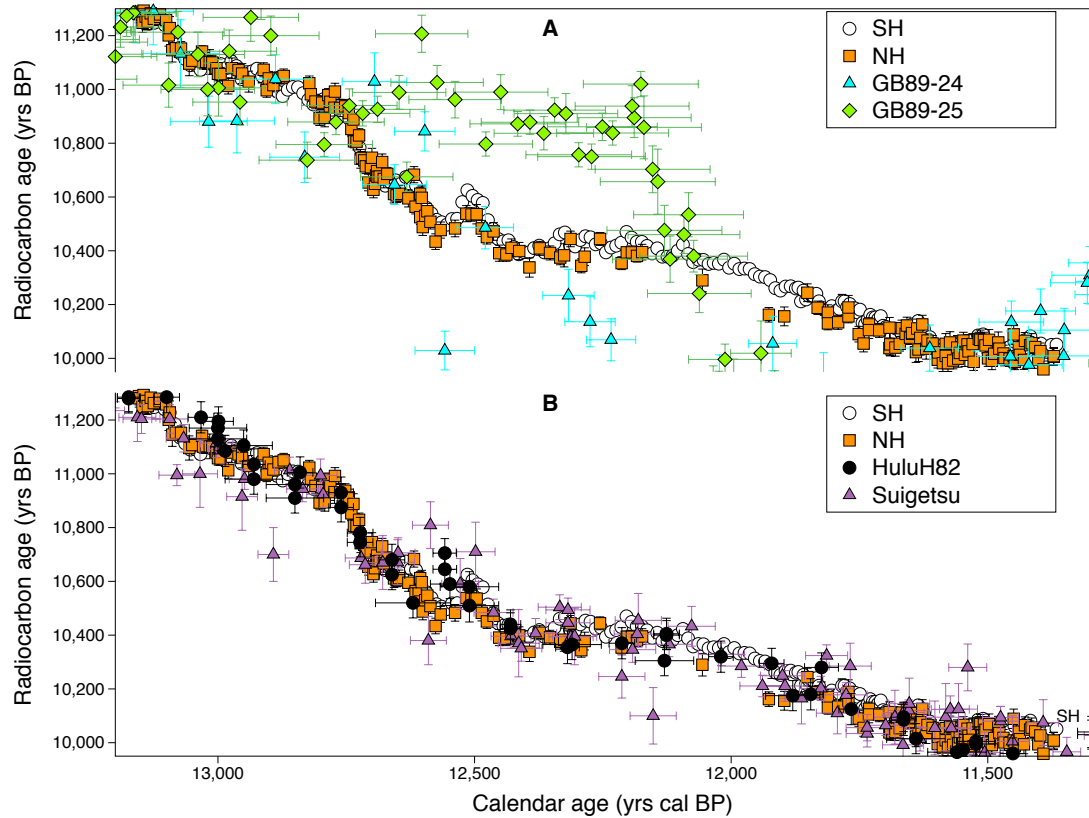 A
SH
NH
GB89-24
GB89-25
11,200
11,000
10,800
10,600
10,400
10,200
10,000
Radiocarbon age (yrs BP)
B
SH
NH
HuluH82
Suigetsu
11,200
11,000
10,800
10,600
10,400
10,200
10,000
Radiocarbon age (yrs BP)
SH =
13,000
12,500
12,000
11,500
Calendar age (yrs cal BP)